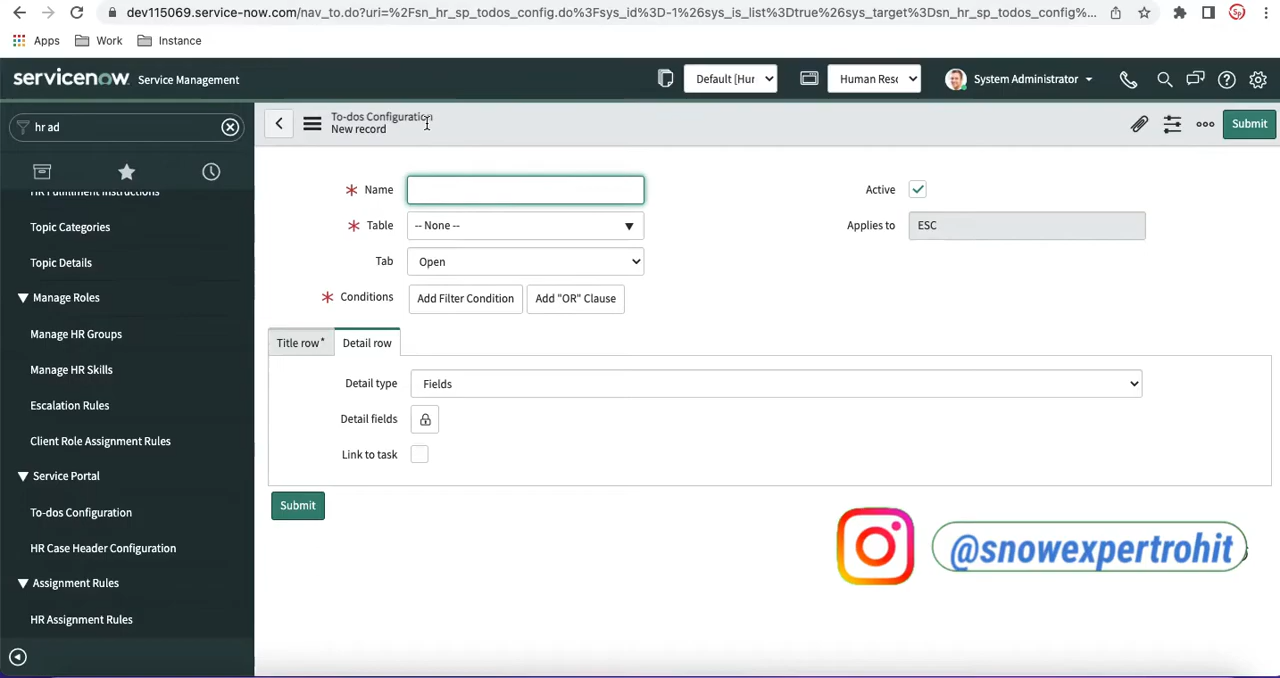 dev115069.service-now.com/nav_to.do?uri=%2Fsn_hr_sp_todos_config.do%3Fsys_id%3D-1%26sys_is_list%3Dtrue%26sys_target%3Dsn_hr_sp_todos_config%...
Sp
Apps
Work
Instance
servicenow. Service Management
Default [Hur
Human Resc
System Administrator
hr ad
To-dos Configuration
New record
Submit
HR Fulfillment Instructions
Topic Categories
Topic Details
Manage Roles
Manage HR Groups
Manage HR Skills
Escalation Rules
Client Role Assignment Rules
Service Portal
To-dos Configuration
HR Case Header Configuration
Assignment Rules
HR Assignment Rules
* Name
Active
* Table
-- None --
Applies to
ESC
Tab
Open
* Conditions
Add Filter Condition
Add "OR" Clause
Title row*
Detail row
Detail type
Fields
Detail fields
Link to task
Submit
@snowexpertrohit